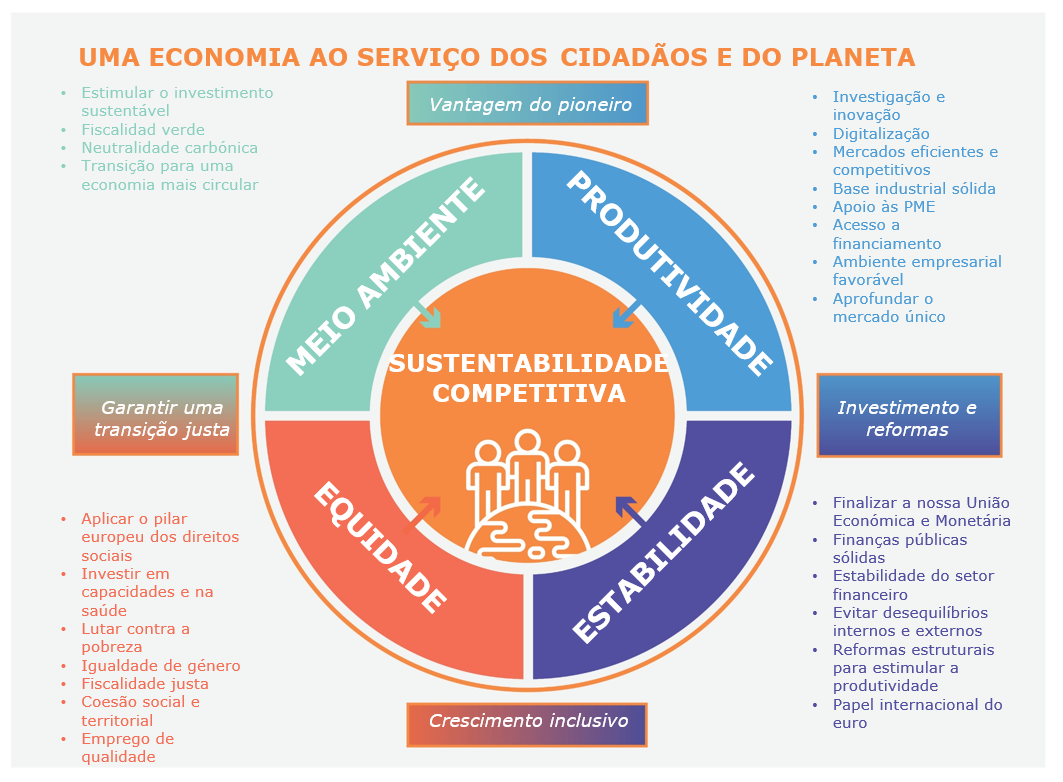 UMA ECONOMIA AO SERVIÇO DOS CIDADÃOS E DO PLANETA
• Estimular o investimento
sustentável
• Fiscalidad verde
• Neutralidade carbónica
• Transição para uma
economia mais circular
Vantagem do pioneiro
• Investigação e
inovação
• Digitalização
• Mercados eficientes e
competitivos
• Base industrial sólida
• Apoio às PME
• Acesso a
financiamento
• Ambiente empresarial
favorável
• Aprofundar o
mercado único
MEIO AMBIENTE
PRODUTIVIDADE
SUSTENTABILIDADE
COMPETITIVA
Garantir uma
transição justa
Investimento e
reformas
EQUIDADE
ESTABILIDADE
• Aplicar o pilar
europeu dos direitos
sociais
• Investir em
capacidades e na
saúde
• Lutar contra a
pobreza
• Igualdade de género
• Fiscalidade justa
• Coesão social e
territorial
• Emprego de
qualidade
Crescimento inclusivo
• Finalizar a nossa União
Económica e Monetária
• Finanças públicas
sólidas
• Estabilidade do setor
financeiro
• Evitar desequilíbrios
internos e externos
• Reformas estruturais
para estimular a
produtividade
• Papel internacional do
euro